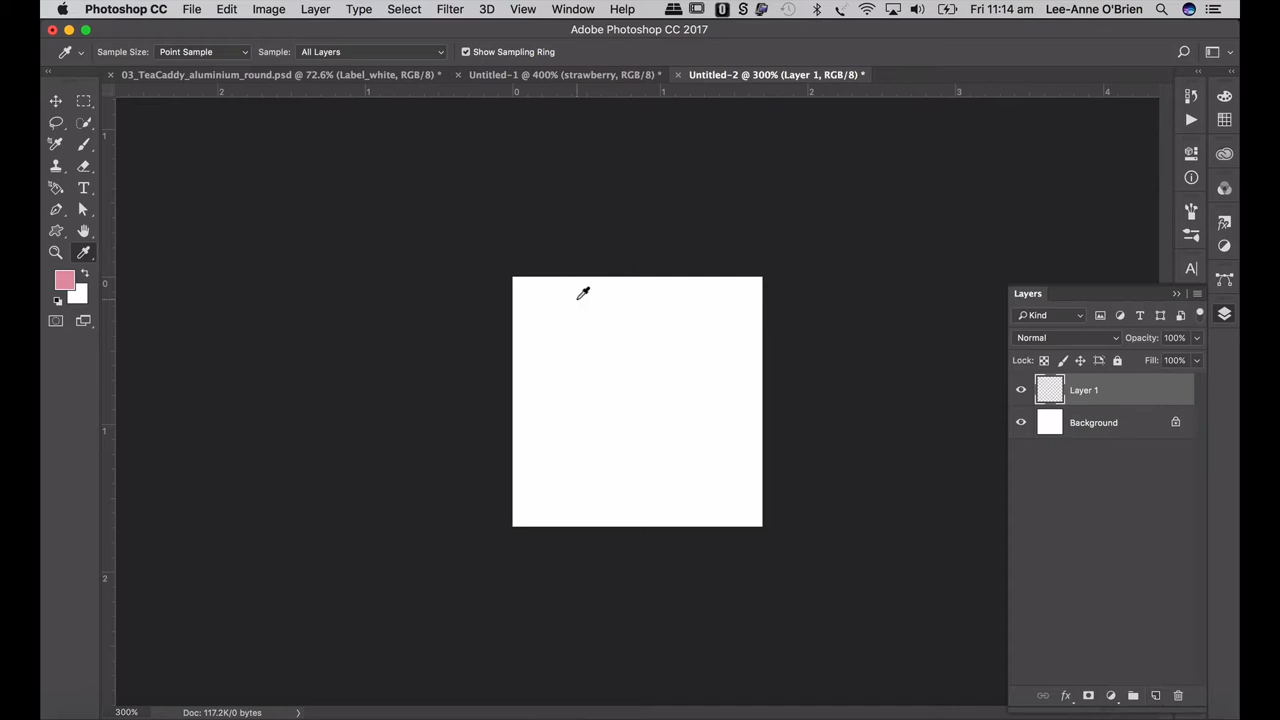 Photoshop CC File Edit Image Layer Type Select Filter 3D View Window Help Fri 11:14 am Lee-Anne O'Brien
Adobe Photoshop CC 2017
Sample Size: Point Sample Sample: All Layers Show Sampling Ring
03_TeaCaddy_aluminium_round.psd @ 72.6% (Label_white, RGB/8) * Untitled-1 @ 400% (strawberry, RGB/8) * Untitled-2 @ 300% (Layer 1, RGB/8) *
2 1 0 1 2 3 4
1
0
1
2
Layers
Kind
Normal Opacity: 100%
Lock: Fill: 100%
Layer 1
Background
300% Doc: 117.2K/0 bytes